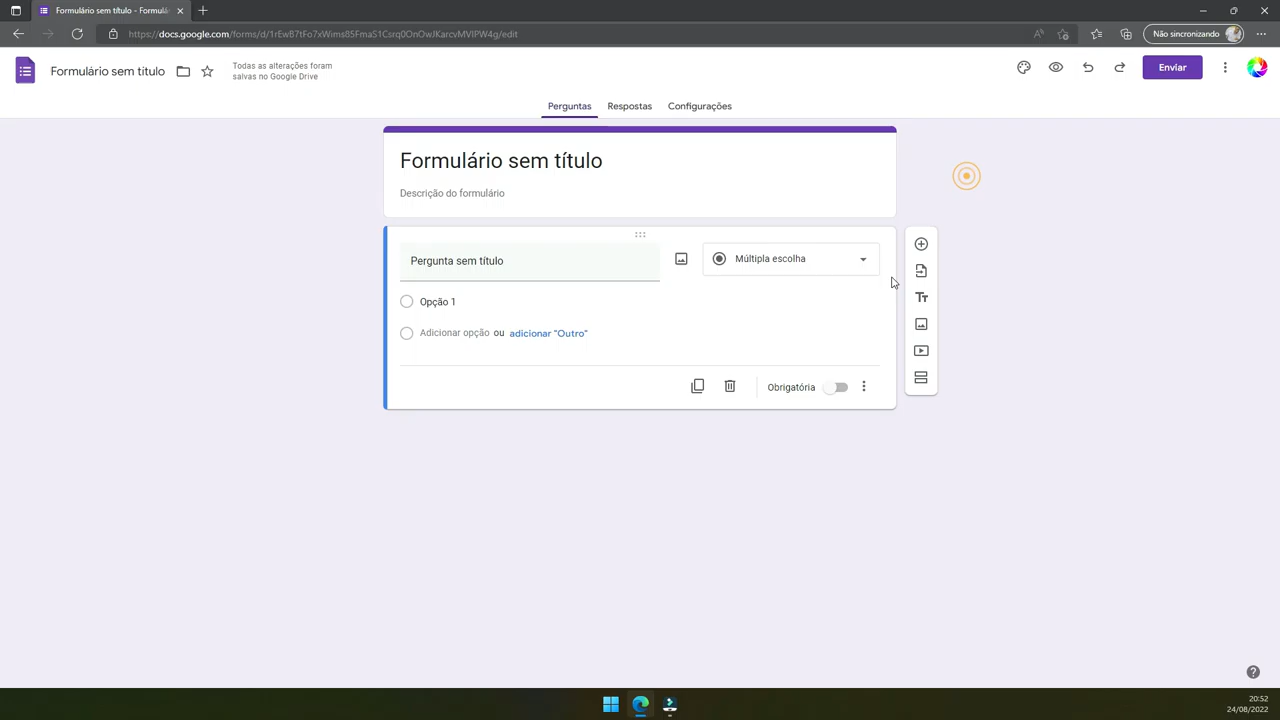 Formulário sem título - Formulá
https://docs.google.com/forms/d/1rEwB7tFo7xWims85FmaS1Csrq0OnOwJKarcvMVIPW4g/edit
Não sincronizando
Formulário sem título
Todas as alterações foram
salvas no Google Drive
Enviar
Perguntas Respostas Configurações
Formulário sem título
Descrição do formulário
Pergunta sem título
Múltipla escolha
Opção 1
Adicionar opção ou adicionar "Outro"
Obrigatória
Tт
20:52
24/08/2022